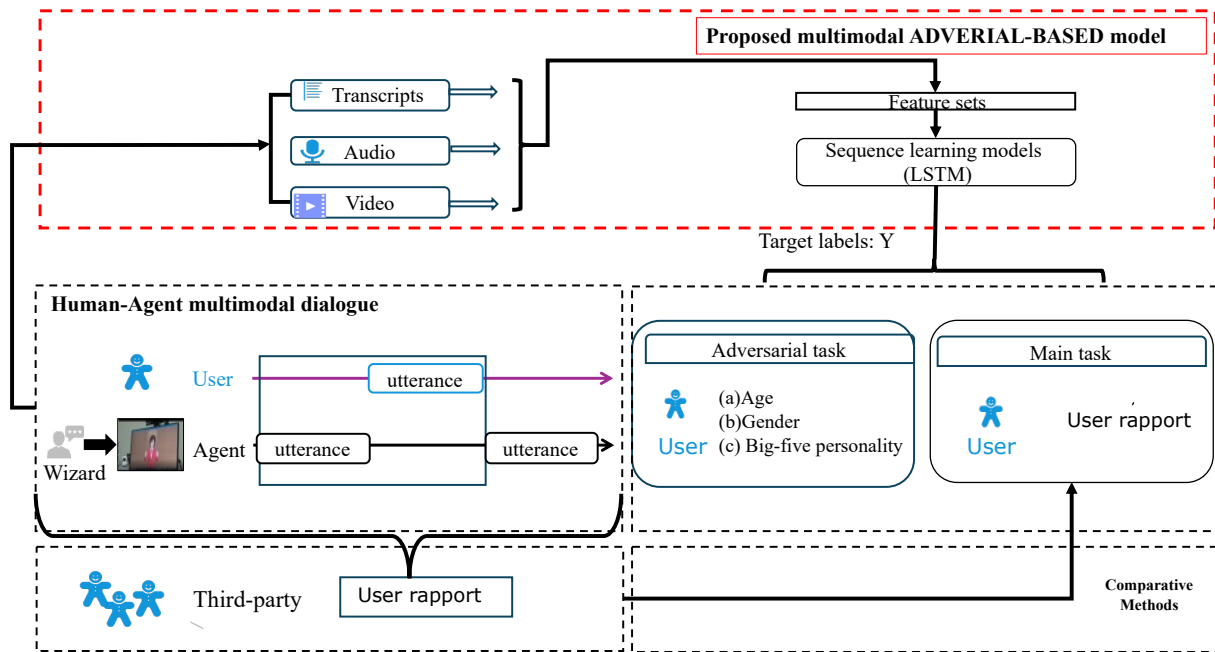 Proposed multimodal ADVERIAL-BASED model
Transcripts
Audio
Video
Feature sets
Sequence learning models
(LSTM)
Target labels: Y
Human-Agent multimodal dialogue
User
utterance
Wizard
Agent
utterance
utterance
Adversarial task
User
(a)Age
(b)Gender
(c) Big-five personality
Main task
User
User rapport
Third-party
User rapport
Comparative
Methods